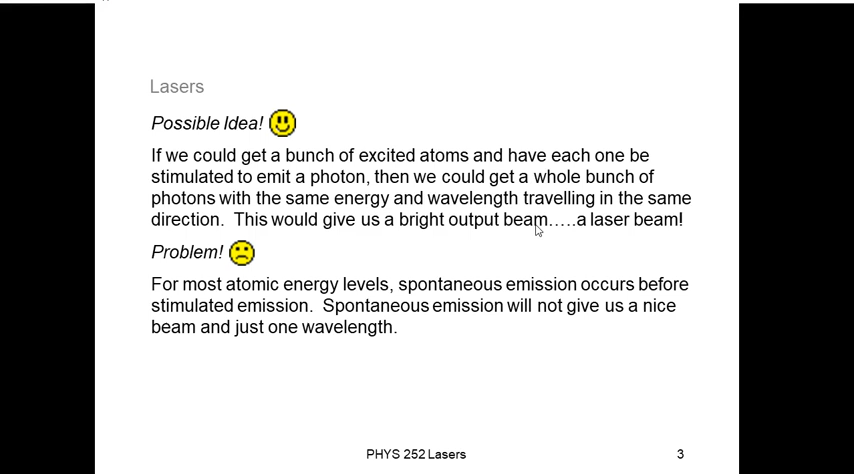 Lasers
Possible Idea!
If we could get a bunch of excited atoms and have each one be
stimulated to emit a photon, then we could get a whole bunch of
photons with the same energy and wavelength travelling in the same
direction.  This would give us a bright output beam…..a laser beam!
Problem!
For most atomic energy levels, spontaneous emission occurs before
stimulated emission.  Spontaneous emission will not give us a nice
beam and just one wavelength.
PHYS 252 Lasers 3